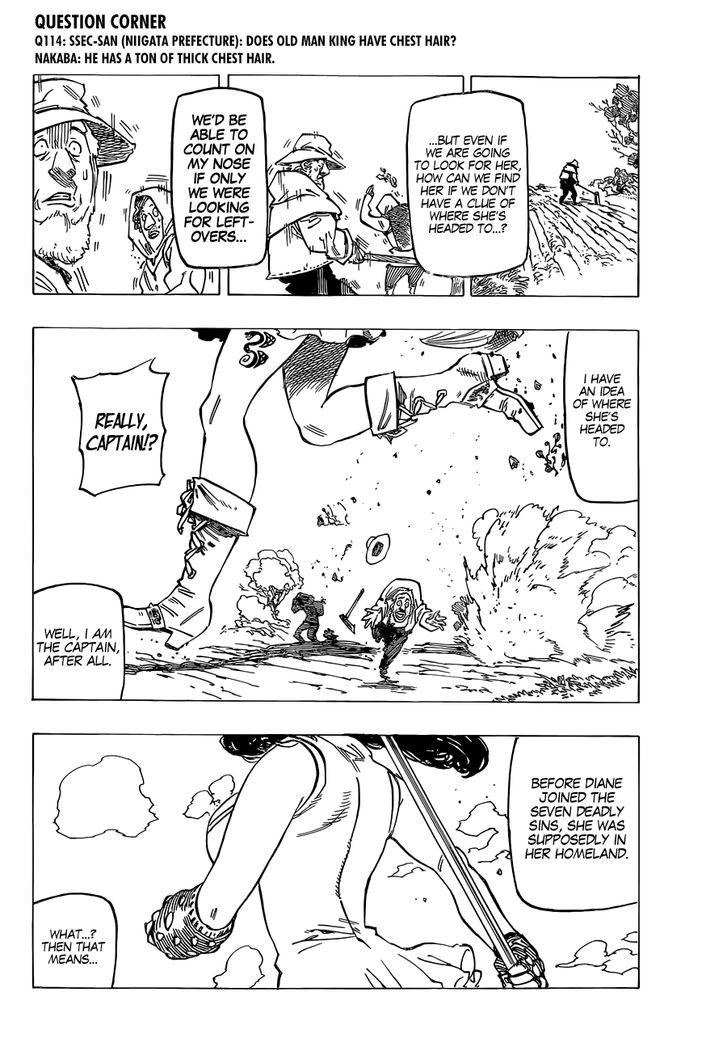 QUESTION CORNER
Q114: SSEC-SAN (NIIGATA PREFECTURE): DOES OLD MAN KING HAVE CHEST HAIR?
NAKABA: HE HAS A TON OF THICK CHEST HAIR.
...BUT EVEN IF
WE ARE GOING
TO LOOK FOR HER,
HOW CAN WE FIND
HER IF WE DON'T
HAVE A CLUE OF
WHERE SHE'S
HEADED TO...?
WE'D BE
ABLE TO
COUNT ON
MY NOSE
IF ONLY
WE WERE
LOOKING
FOR LEFT-
OVERS...
I HAVE
AN IDEA
OF WHERE
SHE'S
HEADED
TO.
REALLY,
CAPTAIN!?
WELL, I AM
THE CAPTAIN,
AFTER ALL.
BEFORE DIANE
JOINED THE
SEVEN DEADLY
SINS, SHE WAS
SUPPOSEDLY IN
HER HOMELAND.
WHAT...?
THEN THAT
MEANS...